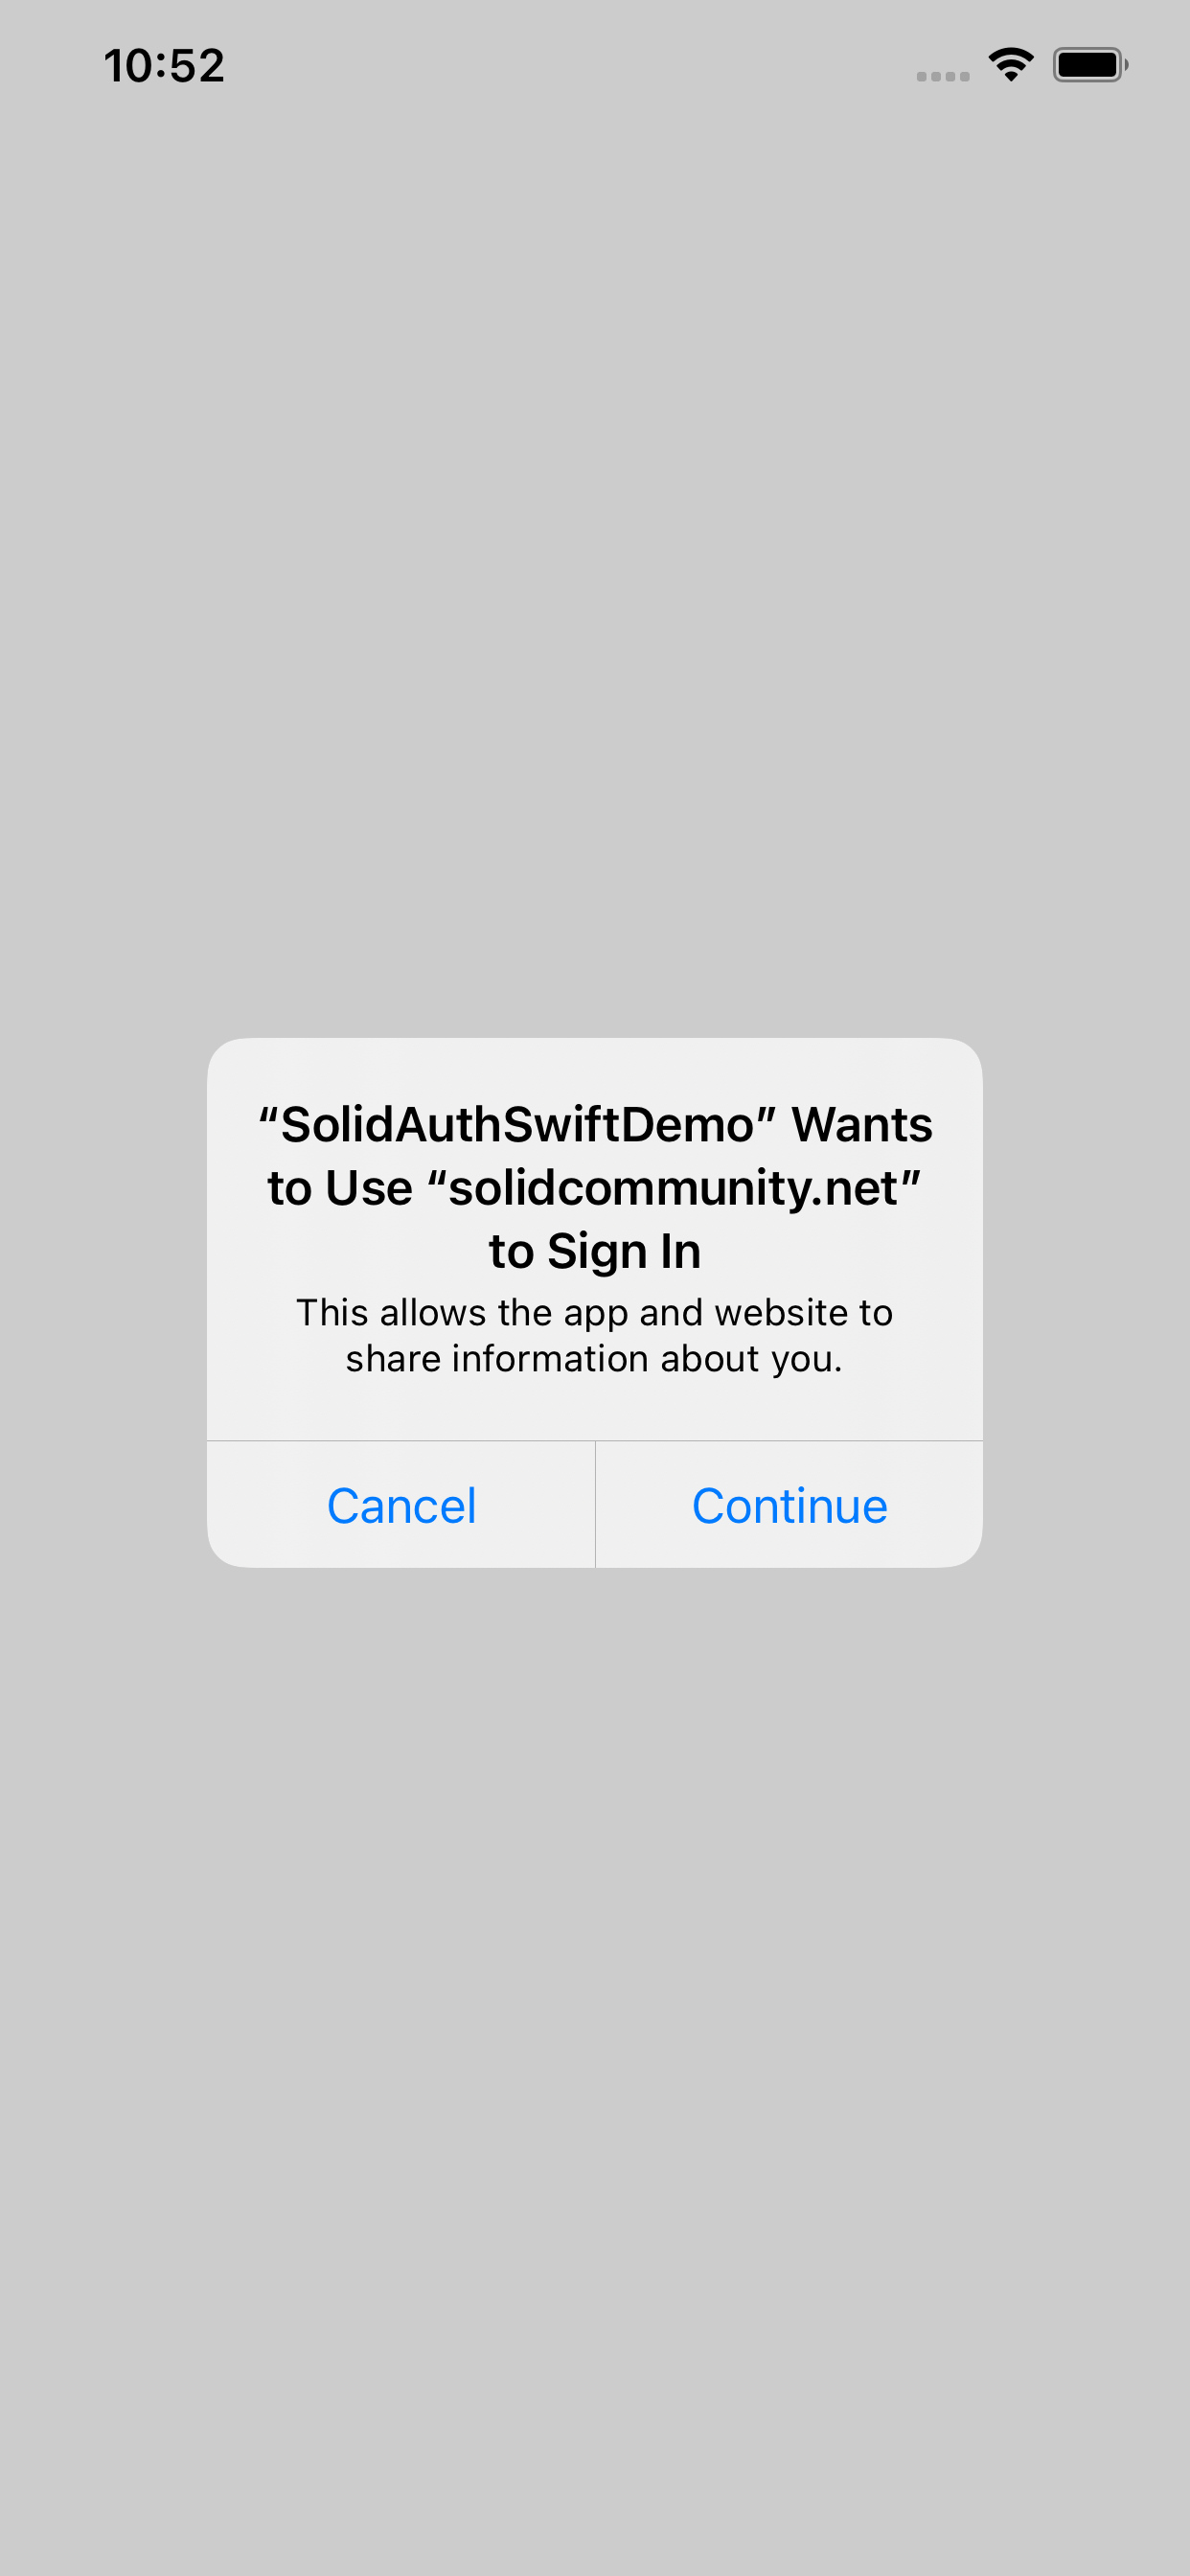 10:52
“SolidAuthSwiftDemo” Wants
to Use “solidcommunity.net”
to Sign In
This allows the app and website to
share information about you.
Cancel
Continue